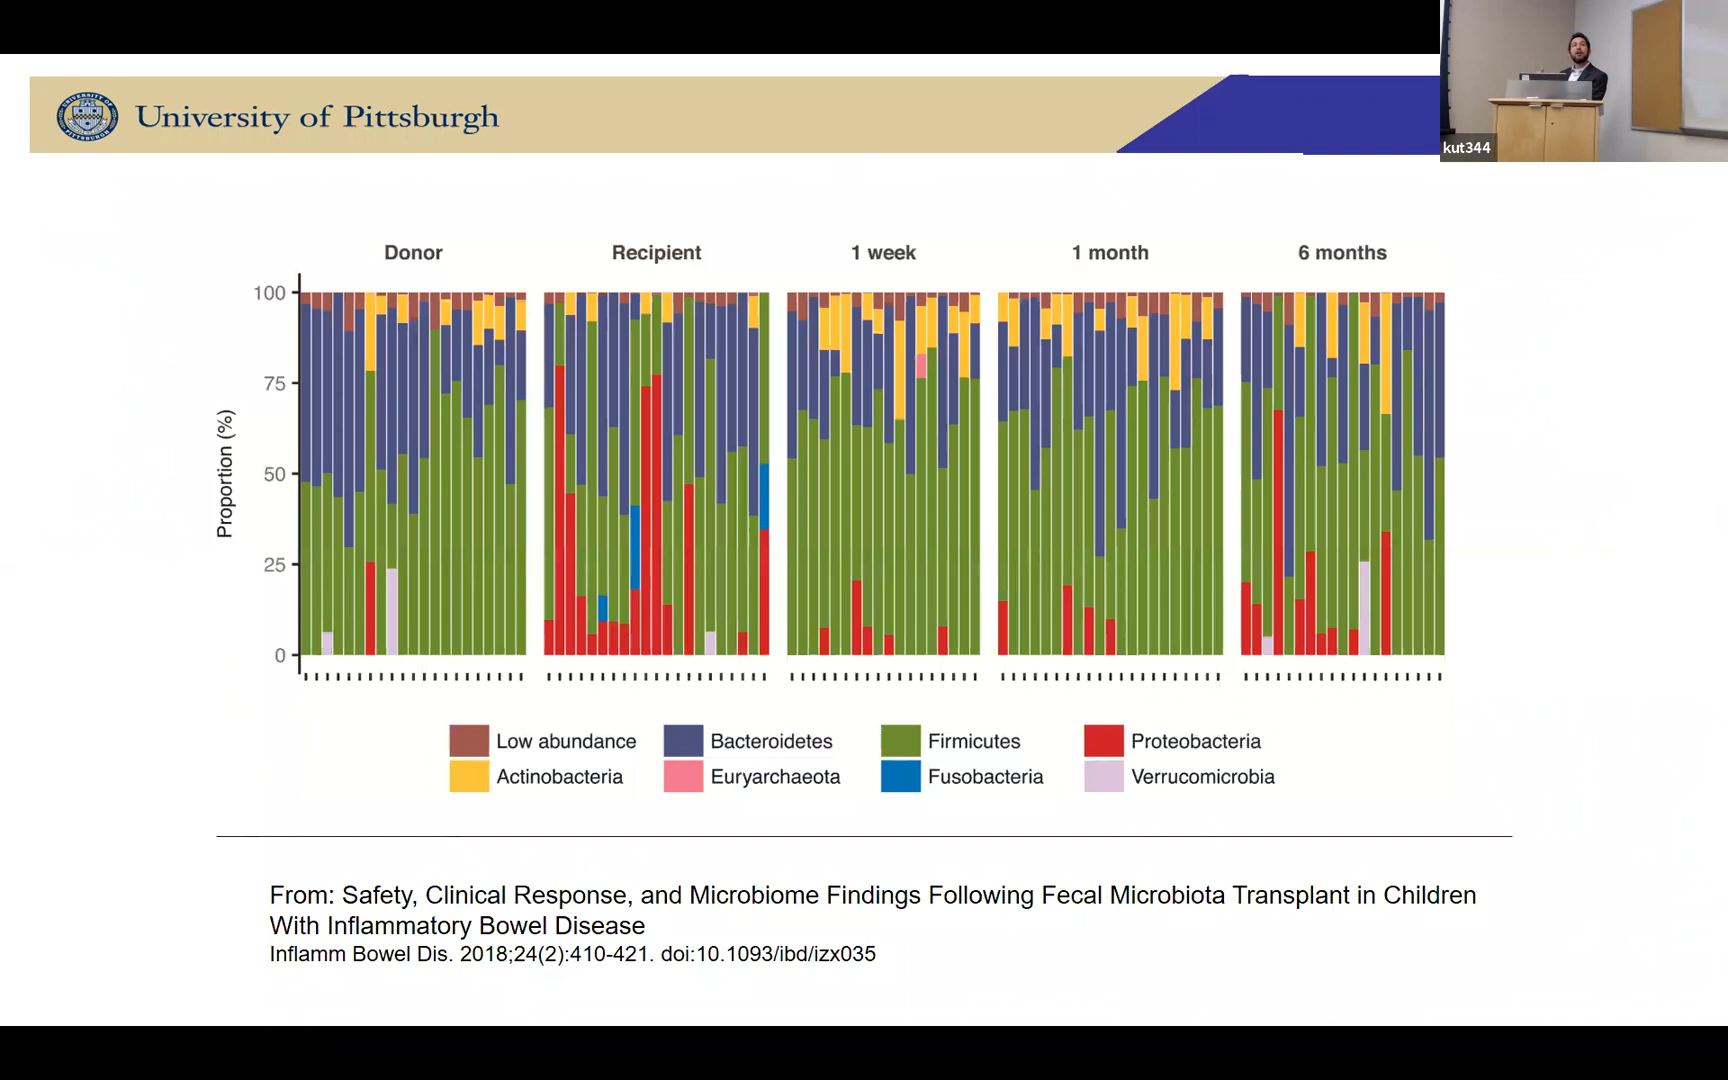 University of Pittsburgh
kut344
Donor Recipient 1 week 1 month 6 months
100
75
50
25
0
Proportion (%)
Low abundance Bacteroidetes Firmicutes Proteobacteria
Actinobacteria Euryarchaeota Fusobacteria Verrucomicrobia
From: Safety, Clinical Response, and Microbiome Findings Following Fecal Microbiota Transplant in Children
With Inflammatory Bowel Disease
Inflamm Bowel Dis. 2018;24(2):410-421. doi:10.1093/ibd/izx035